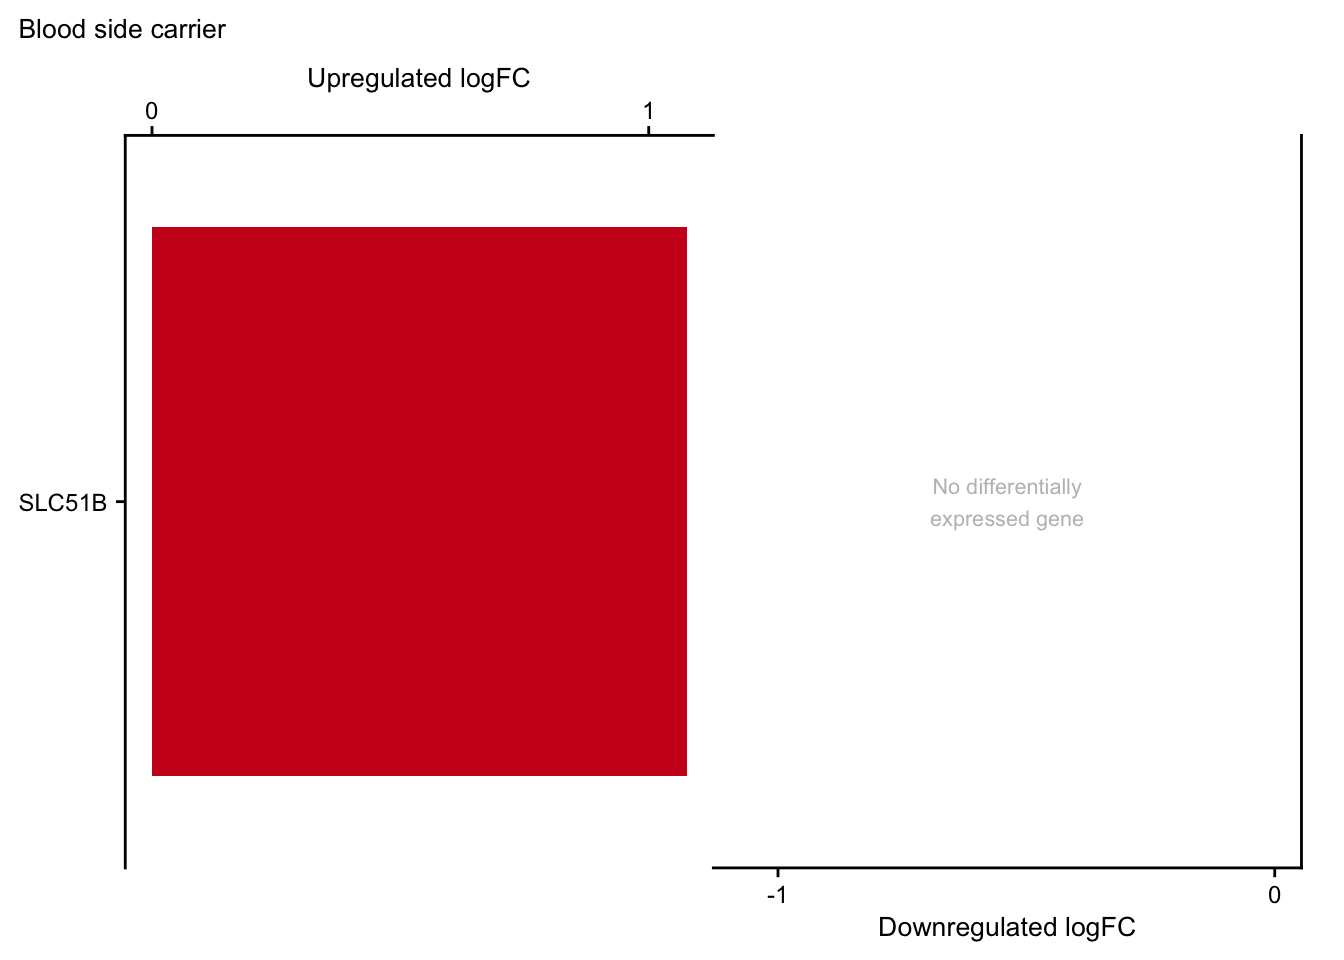 Blood side carrier
Upregulated logFC
0 1
SLC51B
No differentially
expressed gene
-1 0
Downregulated logFC